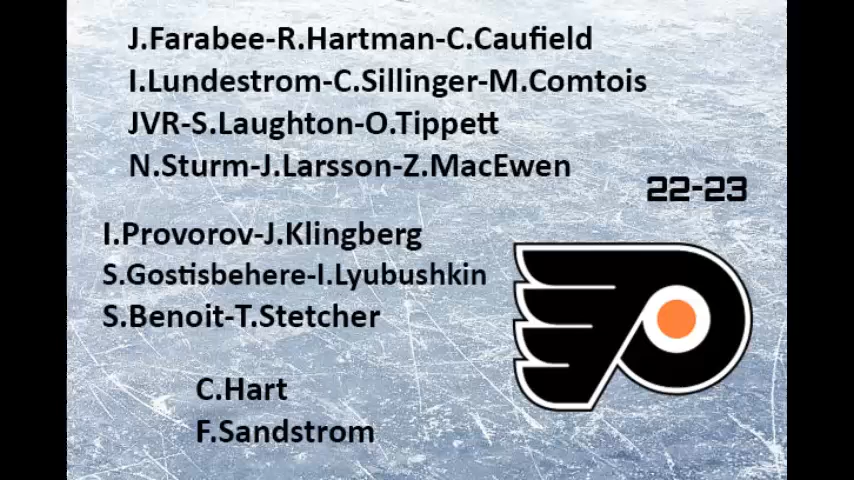 J.Farabee-R.Hartman-C.Caufield
I.Lundestrom-C.Sillinger-M.Comtois
JVR-S.Laughton-O.Tippett
N.Sturm-J.Larsson-Z.MacEwen
22-23
I.Provorov-J.Klingberg
S.Gostisbehere-I.Lyubushkin
S.Benoit-T.Stetcher
C.Hart
F.Sandstrom